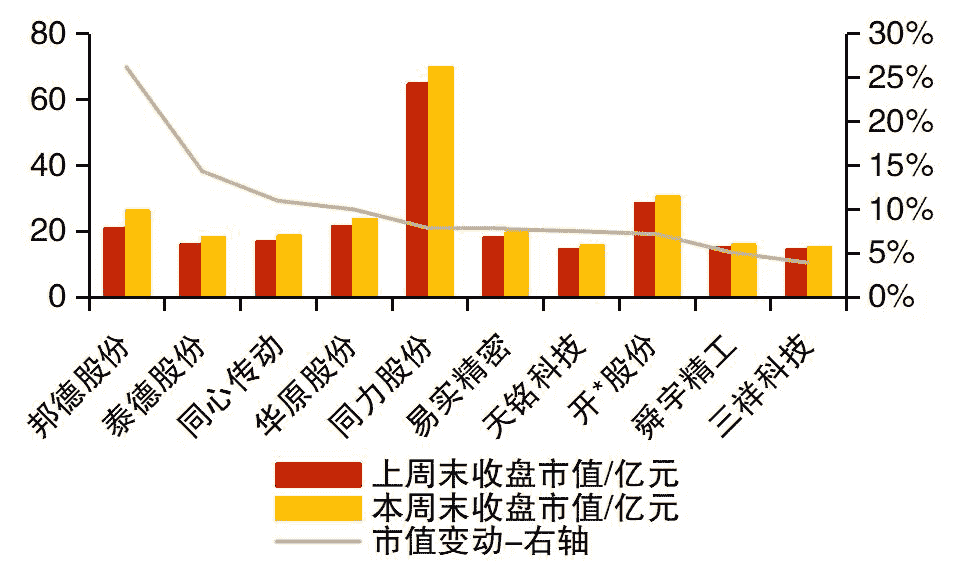 80
60
40
20
0
30%
25%
20%
15%
10%
5%
0%
邦德股份
泰德股份
同心传动
华原股份
同力股份
易实精密
天铭科技
开*股份
舜宇精工
三祥科技
上周末收盘市值/亿元
本周末收盘市值/亿元
市值变动-右轴